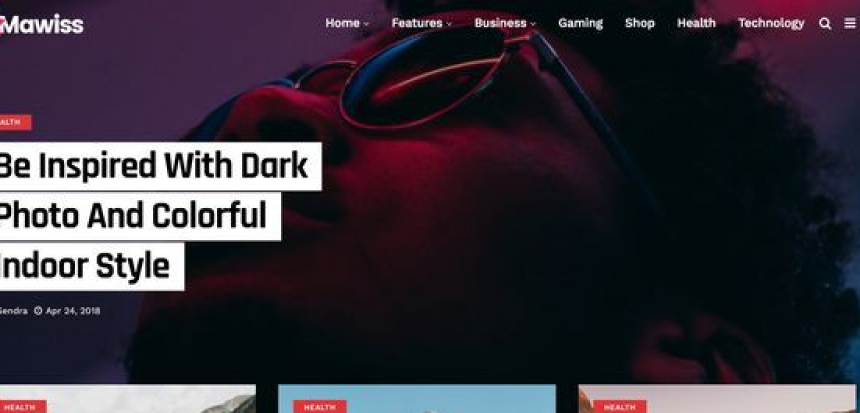 Mawiss
Home Features Business Gaming Shop Health Technology
ALTH
Be Inspired With Dark
Photo And Colorful
Indoor Style
Sendra Apr 24, 2018
HEALTH HEALTH HEALTH